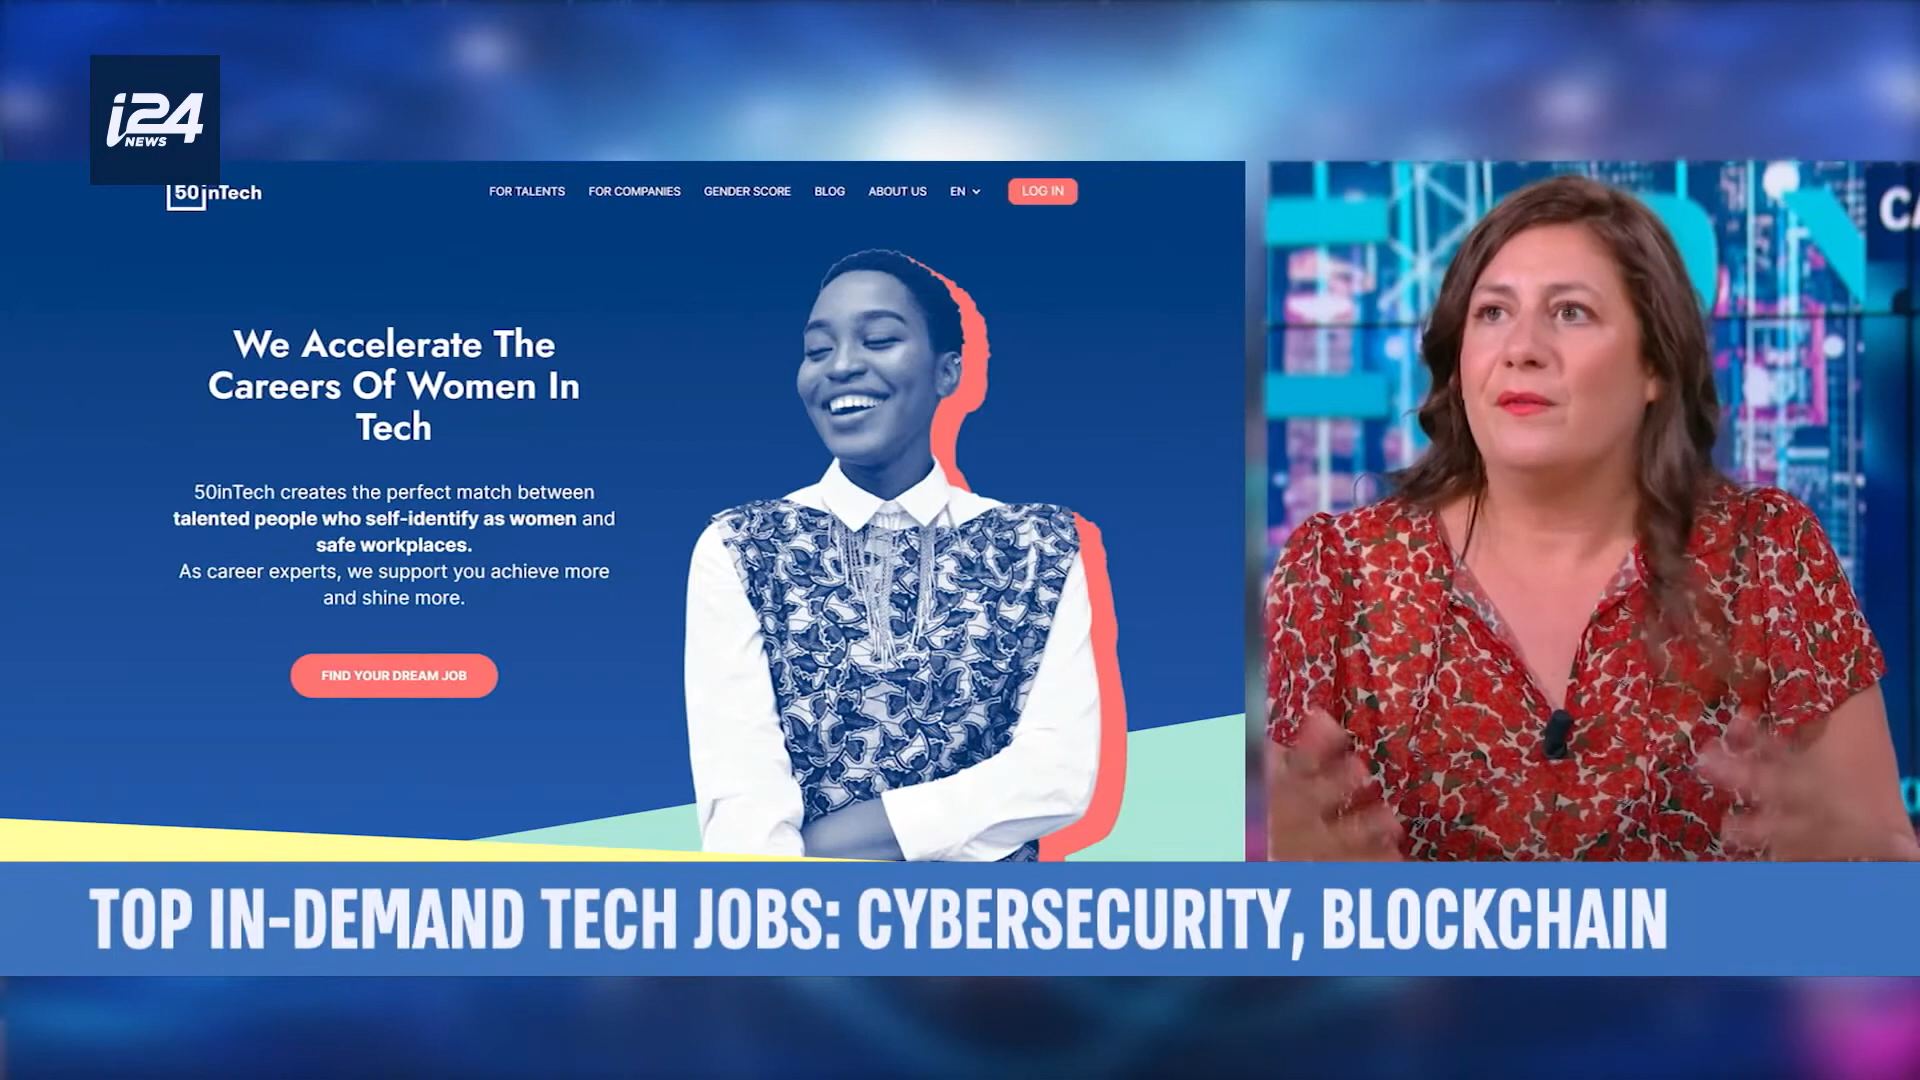 i24
NEWS
50inTech
FOR TALENTS FOR COMPANIES GENDER SCORE BLOG ABOUT US EN LOG IN
We Accelerate The
Careers Of Women In
Tech
50inTech creates the perfect match between
talented people who self-identify as women and
safe workplaces.
As career experts, we support you achieve more
and shine more.
FIND YOUR DREAM JOB
TOP IN-DEMAND TECH JOBS: CYBERSECURITY, BLOCKCHAIN